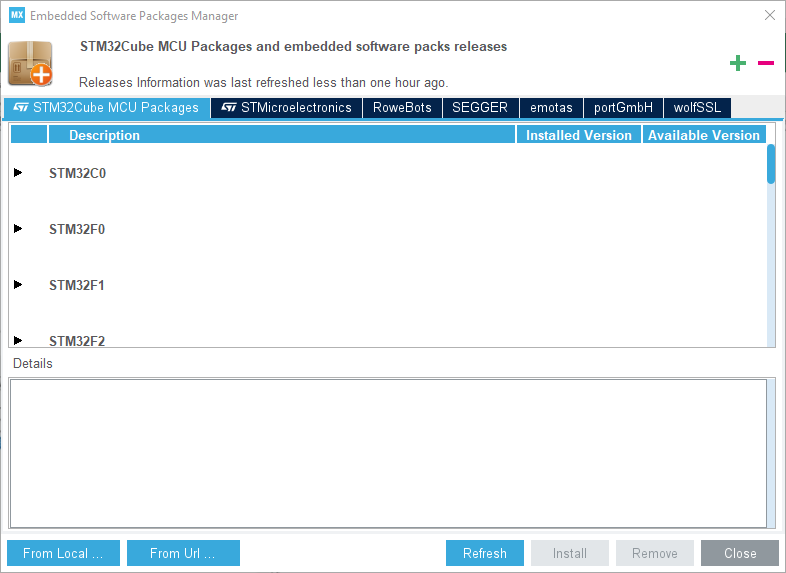 MX Embedded Software Packages Manager
STM32Cube MCU Packages and embedded software packs releases
Releases Information was last refreshed less than one hour ago.
STM32Cube MCU Packages STMicroelectronics RoweBots SEGGER emotas portGmbH wolfSSL
Description Installed Version Available Version
STM32C0
STM32F0
STM32F1
STM32F2
Details
From Local ... From Url ... Refresh Install Remove Close